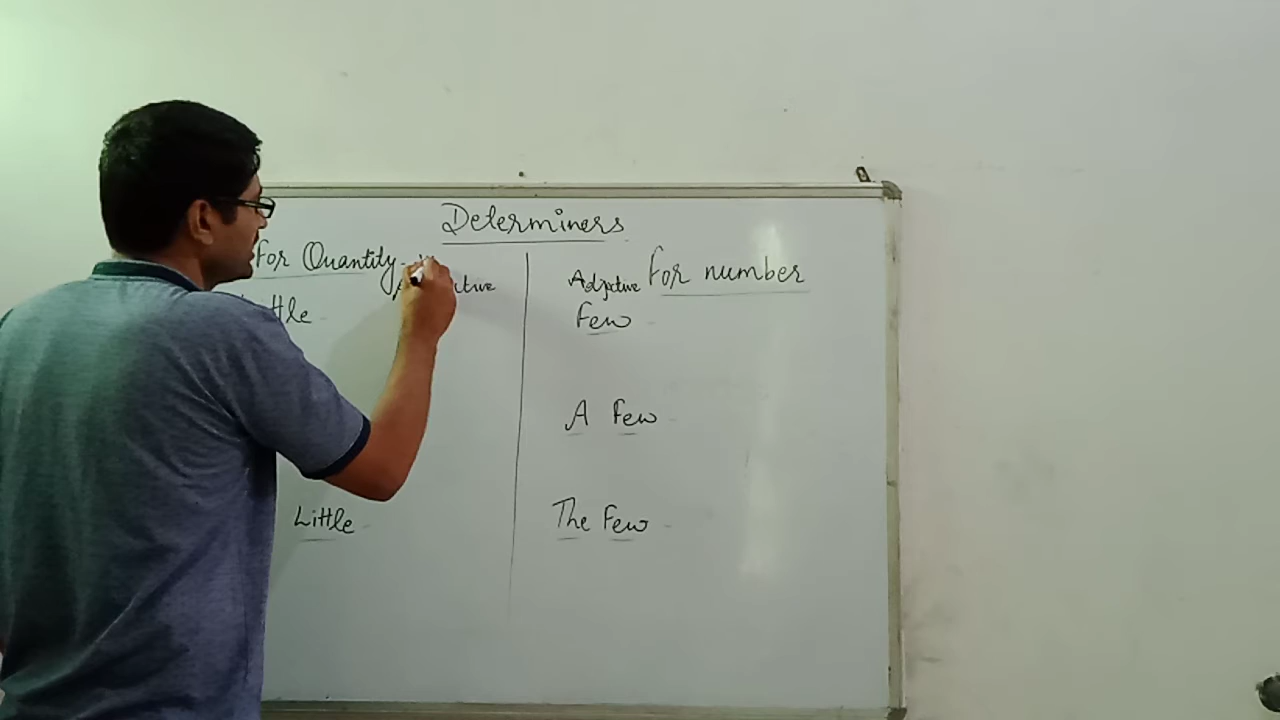 Determiners
For Quantity
Adjective For number
Few
A Few
Little
The Few